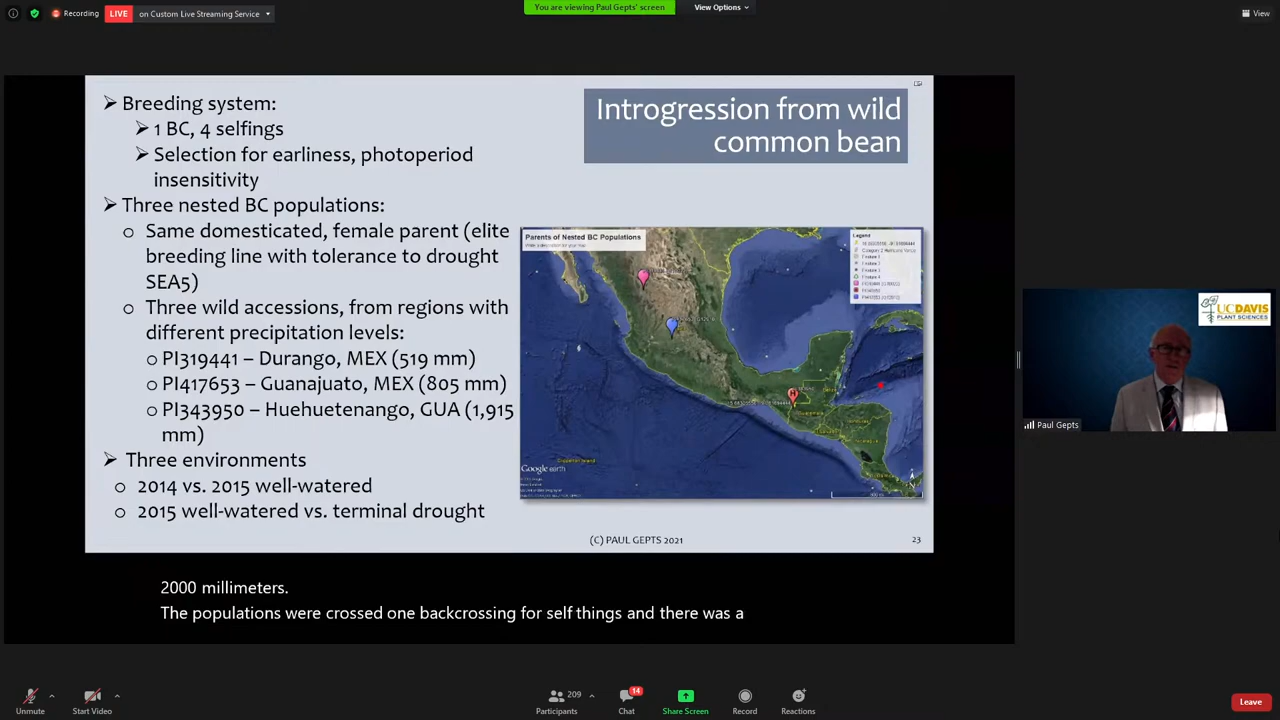 Recording
LIVE
on Custom Live Streaming Service
You are viewing Paul Gepts' screen
View Options
View
Breeding system:
1 BC, 4 selfings
Selection for earliness, photoperiod
insensitivity
Three nested BC populations:
Same domesticated, female parent (elite
breeding line with tolerance to drought
SEA5)
Three wild accessions, from regions with
different precipitation levels:
PI319441 – Durango, MEX (519 mm)
PI417653 – Guanajuato, MEX (805 mm)
PI343950 – Huehuetenango, GUA (1,915
mm)
Three environments
2014 vs. 2015 well-watered
2015 well-watered vs. terminal drought
Introgression from wild
common bean
Parents of Nested BC Populations
Legend
Google earth
(C) PAUL GEPTS 2021
23
UCDAVIS
PLANT SCIENCES
Paul Gepts
2000 millimeters.
The populations were crossed one backcrossing for self things and there was a
Unmute
Start Video
209
Participants
14
Chat
Share Screen
Record
Reactions
Leave